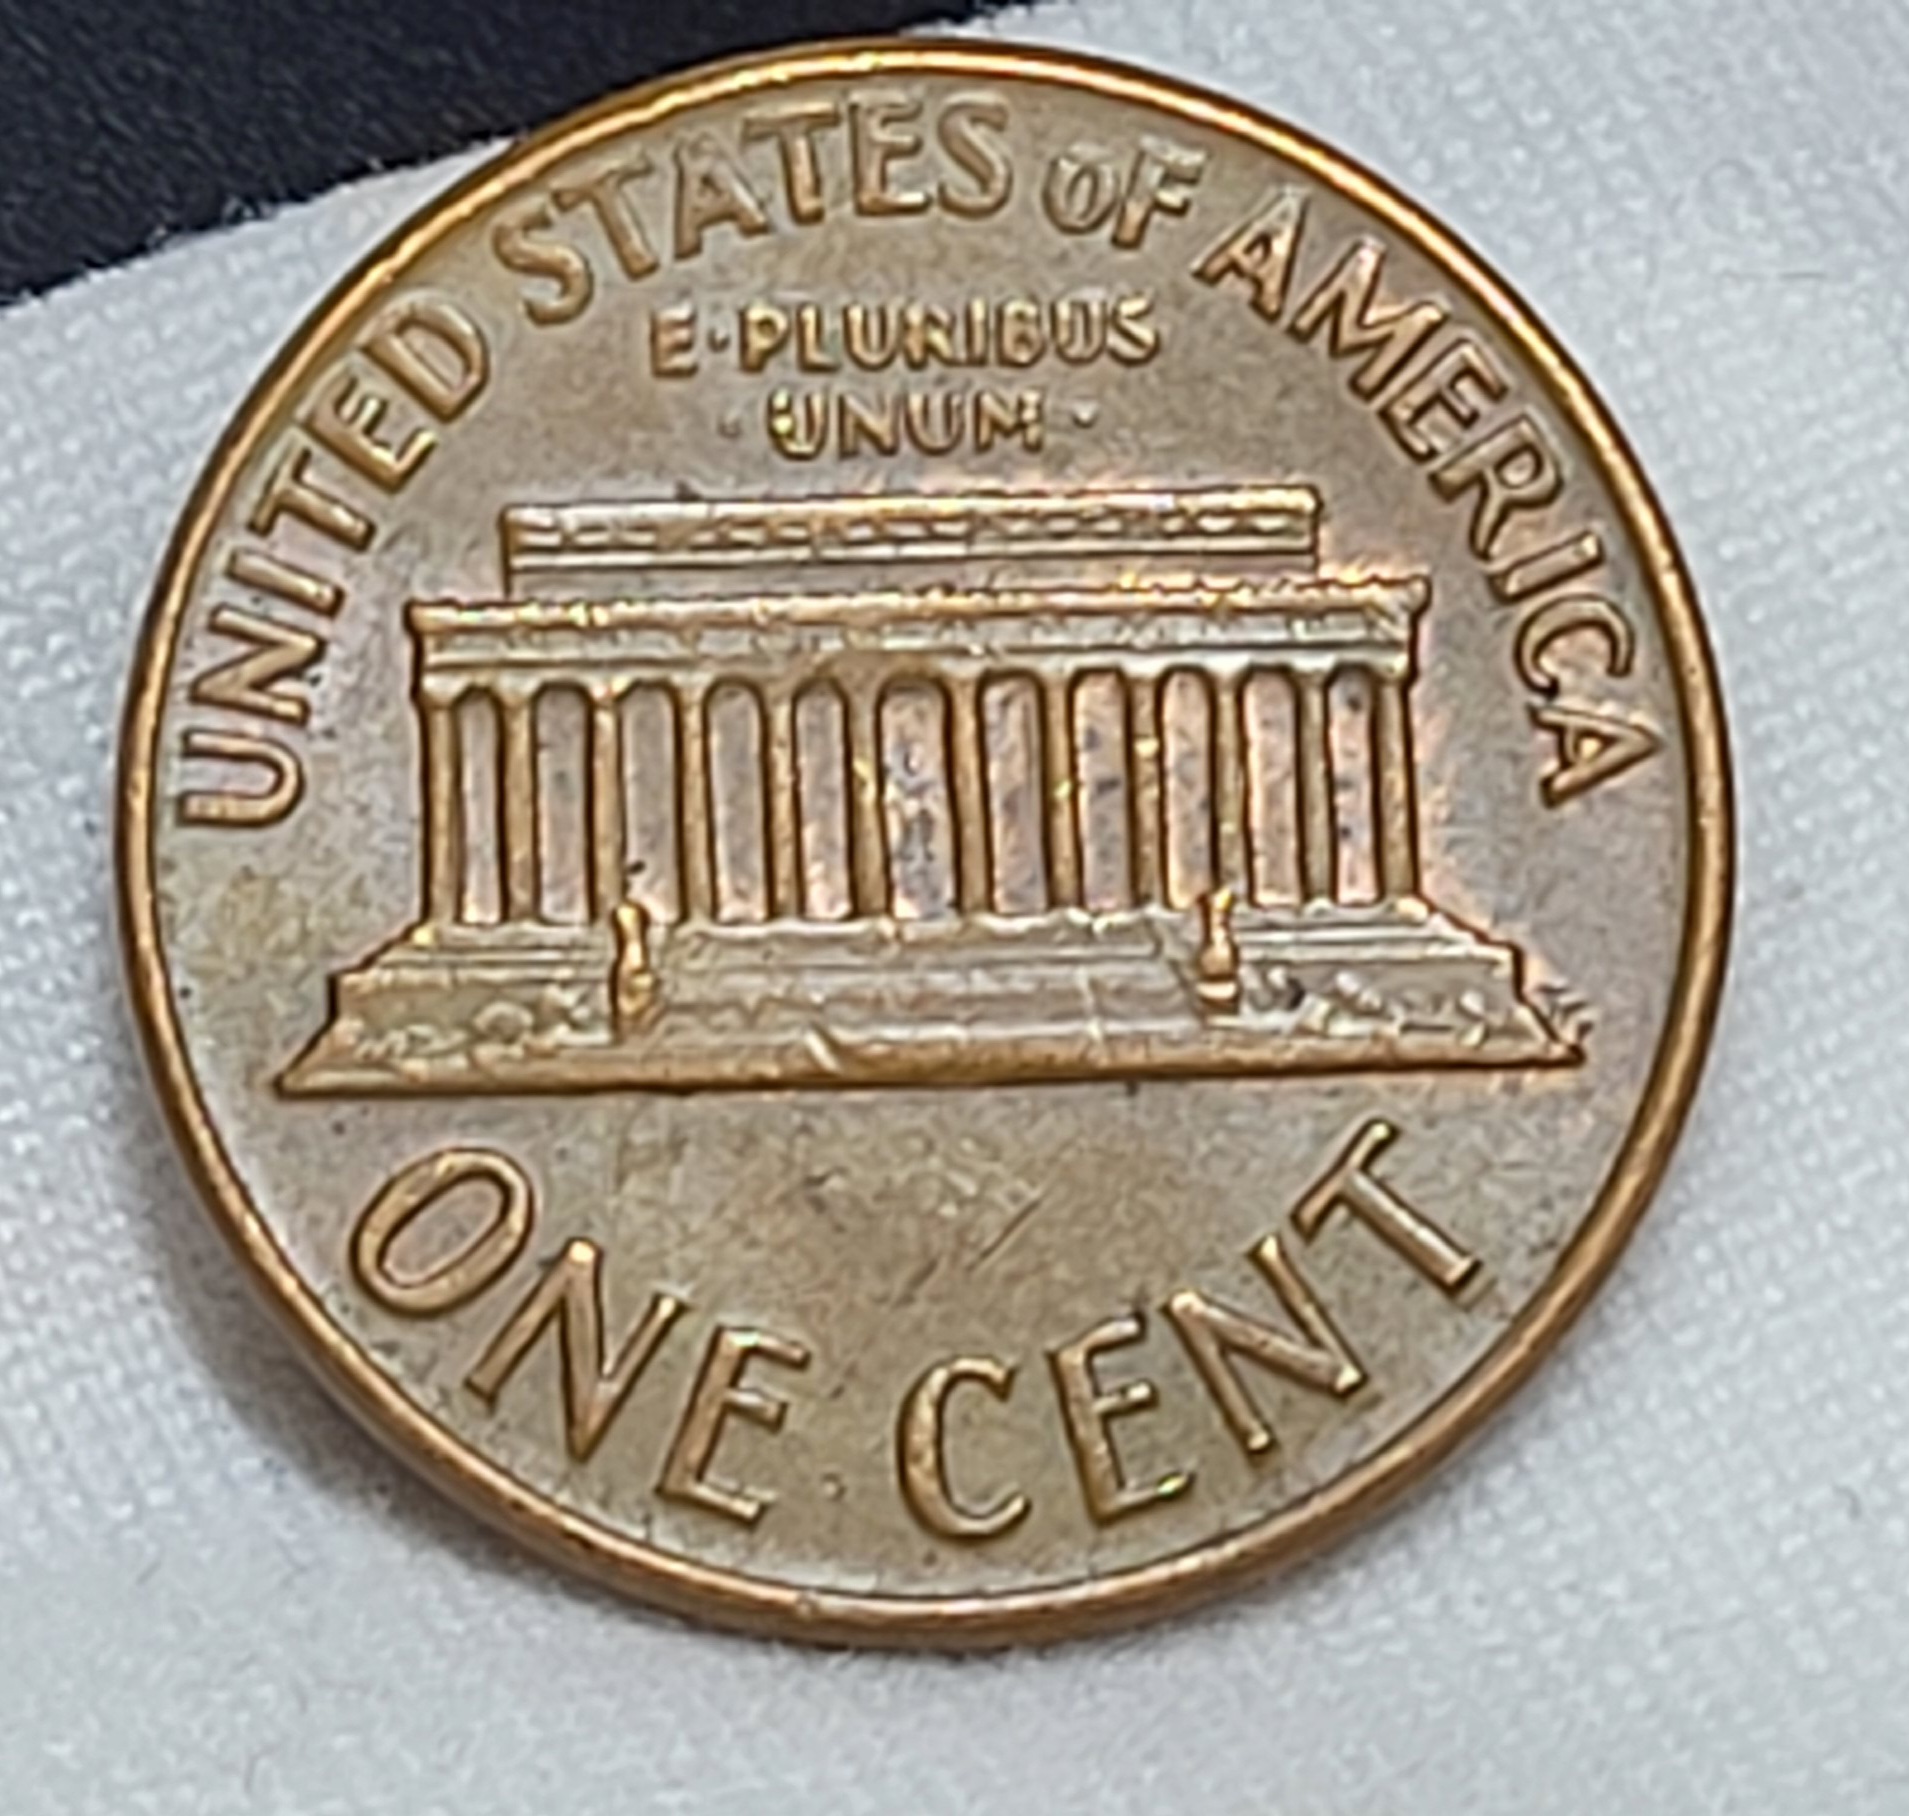 UNITED STATES OF AMERICA
E·PLURIBUS
·UNUM·
ONE CENT